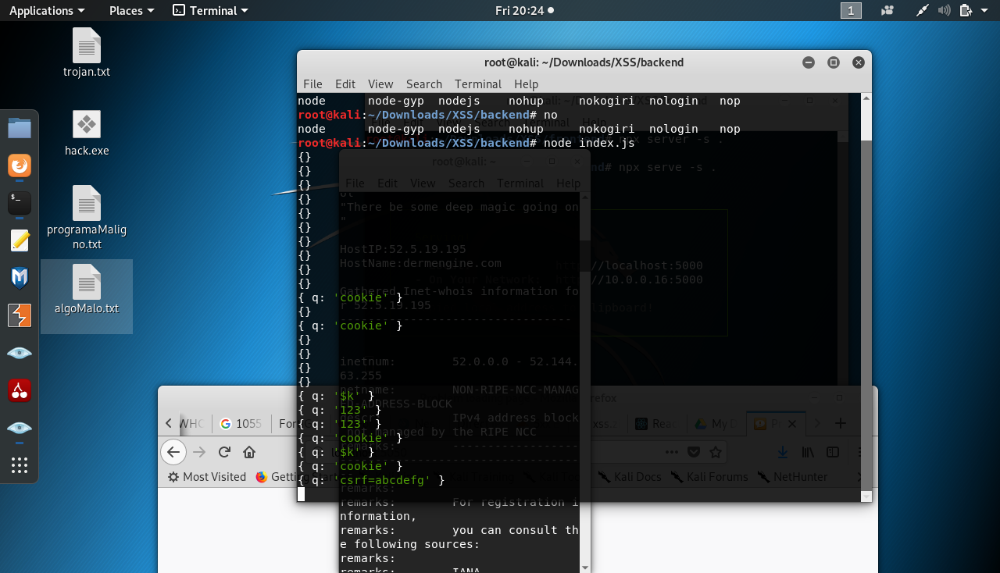 Applications Places Terminal Fri 20:24 1
trojan.txt
hack.exe
programaMalig
no.txt
algoMalo.txt
root@kali: ~/Downloads/XSS/backend
File Edit View Search Terminal Help
node node-gyp nodejs nohup nokogiri nologin nop
root@kali:~/Downloads/XSS/backend# no
node node-gyp nodejs nohup nokogiri nologin nop
root@kali:~/Downloads/XSS/backend# node index.js
{}
{}
{}
{}
{}
{}
{}
{}
{}
{}
{ q: 'cookie' }
{}
{ q: 'cookie' }
{}
{}
{}
{}
{ q: '$k' }
{ q: '123' }
{ q: '123' }
{ q: 'cookie' }
{ q: '$k' }
{ q: 'cookie' }
{ q: 'csrf=abcdefg' }
npx server -s .
# npx serve -s .
//localhost:5000
- On Your Network: //10.0.0.16:5000
root@kali: ~
File Edit View Search Terminal Help
"There be some deep magic going on
"
HostIP:52.5.19.195
HostName:dermengine.com
Gathered Inet-whois information fo
r 52.5.19.195
inetnum: 52.0.0.0 - 52.144.
63.255
netname: NON-RIPE-NCC-MANAG
ED-ADDRESS-BLOCK
descr: IPv4 address block
not managed by the RIPE NCC
remarks: ------------------
remarks:
remarks: For registration i
nformation,
remarks: you can consult th
e following sources:
remarks:
remarks: IANA
WHC 1055 For Reac My D
Most Visited Getting Kali Docs Kali Forums NetHunter